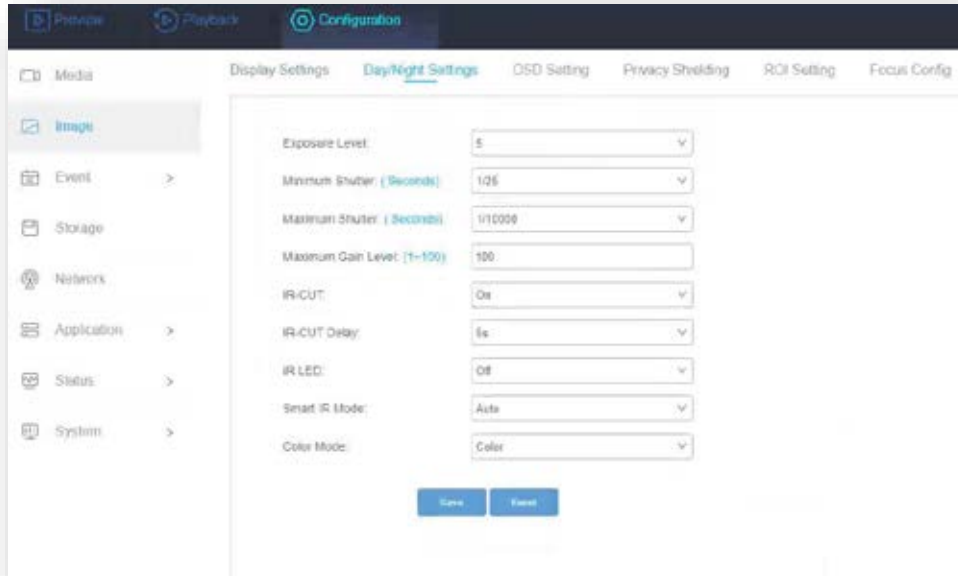 Preview Playback Configuration
Media
Image
Event
Storage
Network
Application
Status
System
Display Settings Day/Night Settings OSD Setting Privacy Shielding ROI Setting Focus Config
Exposure Level: 5
Minimum Shutter: (Seconds) 1/25
Maximum Shutter: (Seconds) 1/10000
Maximum Gain Level: (1~100) 100
IR-CUT: On
IR-CUT Delay: 5s
IR LED: Off
Smart IR Mode: Auto
Color Mode: Color
Save Reset